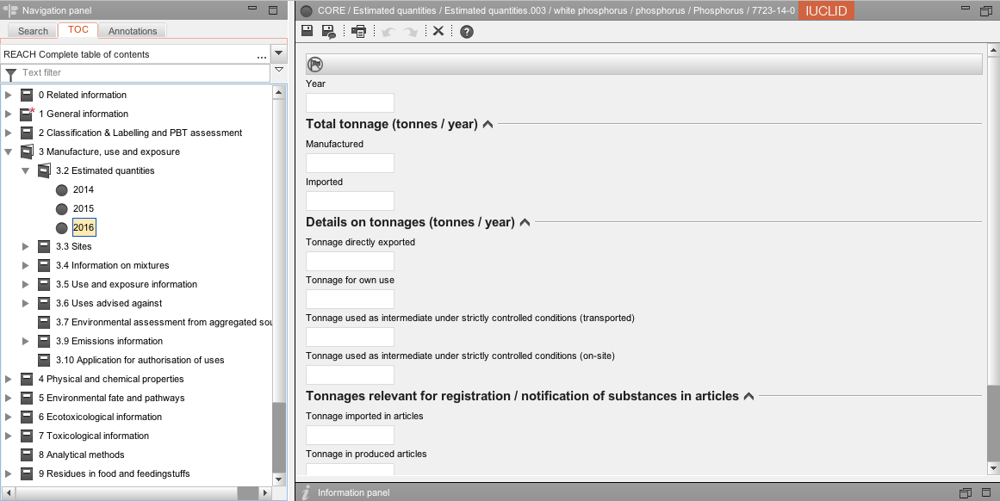 Navigation panel
Search TOC Annotations
REACH Complete table of contents ...
Text filter
0 Related information
* 1 General information
2 Classification & Labelling and PBT assessment
3 Manufacture, use and exposure
3.2 Estimated quantities
2014
2015
2016
3.3 Sites
3.4 Information on mixtures
3.5 Use and exposure information
3.6 Uses advised against
3.7 Environmental assessment from aggregated sou
3.9 Emissions information
3.10 Application for authorisation of uses
4 Physical and chemical properties
5 Environmental fate and pathways
6 Ecotoxicological information
7 Toxicological information
8 Analytical methods
9 Residues in food and feedingstuffs
CORE / Estimated quantities / Estimated quantities.003 / white phosphorus / phosphorus / Phosphorus / 7723-14-0 IUCLID
Year
Total tonnage (tonnes / year)
Manufactured
Imported
Details on tonnages (tonnes / year)
Tonnage directly exported
Tonnage for own use
Tonnage used as intermediate under strictly controlled conditions (transported)
Tonnage used as intermediate under strictly controlled conditions (on-site)
Tonnages relevant for registration / notification of substances in articles
Tonnage imported in articles
Tonnage in produced articles
Information panel